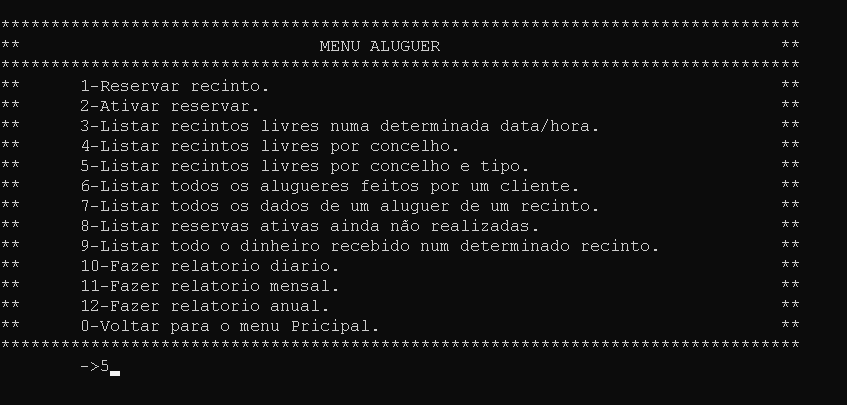 ********************************************************************************
** MENU ALUGUER **
********************************************************************************
** 1-Reservar recinto. **
** 2-Ativar reservar. **
** 3-Listar recintos livres numa determinada data/hora. **
** 4-Listar recintos livres por concelho. **
** 5-Listar recintos livres por concelho e tipo. **
** 6-Listar todos os alugueres feitos por um cliente. **
** 7-Listar todos os dados de um aluguer de um recinto. **
** 8-Listar reservas ativas ainda não realizadas. **
** 9-Listar todo o dinheiro recebido num determinado recinto. **
** 10-Fazer relatorio diario. **
** 11-Fazer relatorio mensal. **
** 12-Fazer relatorio anual. **
** 0-Voltar para o menu Pricipal. **
********************************************************************************
->5_